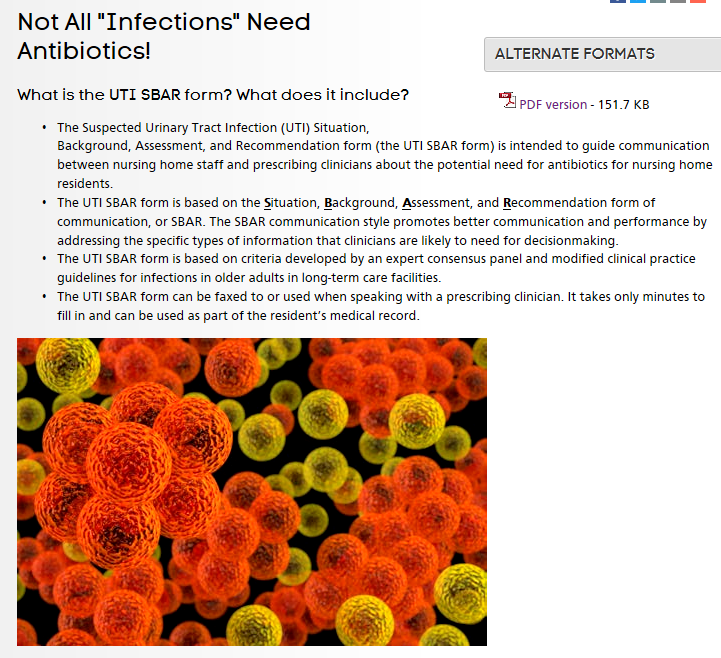 Not All "Infections" Need
Antibiotics!
ALTERNATE FORMATS
PDF version - 151.7 KB
What is the UTI SBAR form? What does it include?
• The Suspected Urinary Tract Infection (UTI) Situation,
Background, Assessment, and Recommendation form (the UTI SBAR form) is intended to guide communication
between nursing home staff and prescribing clinicians about the potential need for antibiotics for nursing home
residents.
• The UTI SBAR form is based on the Situation, Background, Assessment, and Recommendation form of
communication, or SBAR. The SBAR communication style promotes better communication and performance by
addressing the specific types of information that clinicians are likely to need for decisionmaking.
• The UTI SBAR form is based on criteria developed by an expert consensus panel and modified clinical practice
guidelines for infections in older adults in long-term care facilities.
• The UTI SBAR form can be faxed to or used when speaking with a prescribing clinician. It takes only minutes to
fill in and can be used as part of the resident's medical record.